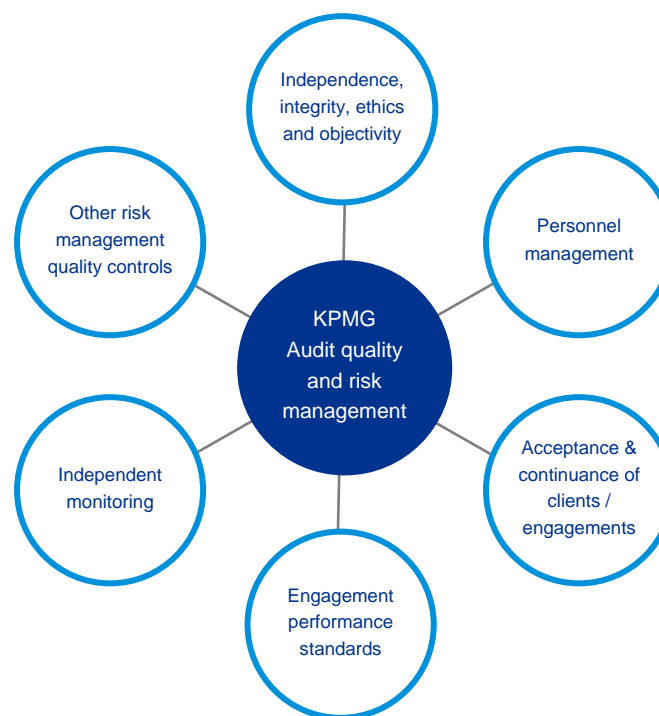 Independence,
integrity, ethics
and objectivity
Other risk
management
quality controls
Personnel
management
KPMG
Audit quality
and risk
management
Independent
monitoring
Acceptance &
continuance of
clients /
engagements
Engagement
performance
standards